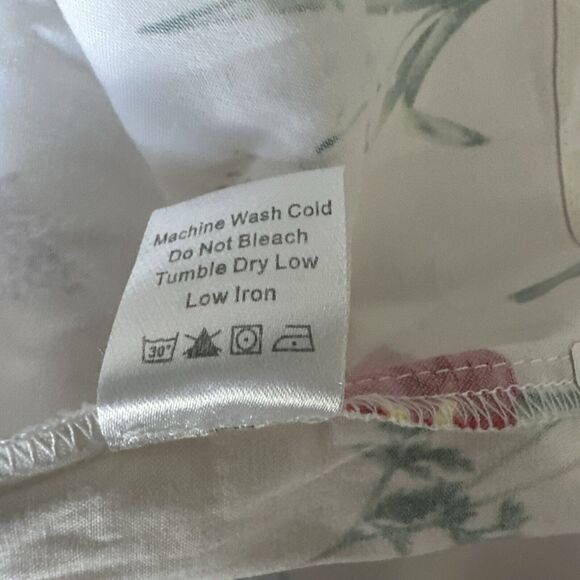 Machine Wash Cold
Do Not Bleach
Tumble Dry Low
Low Iron
30°